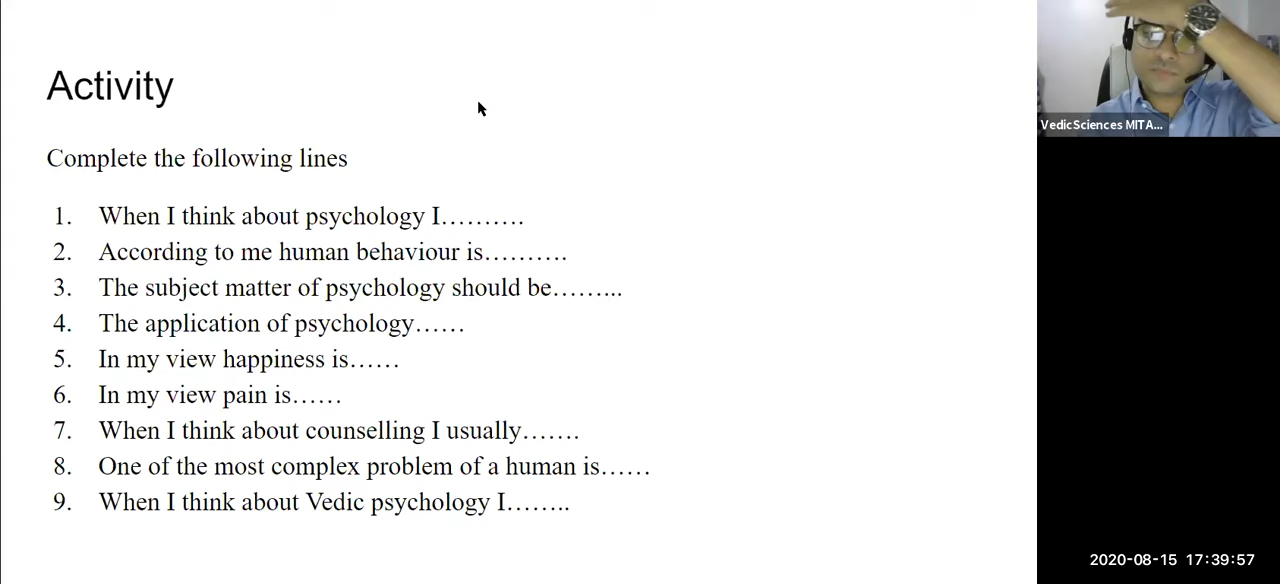 Activity
Complete the following lines
1. When I think about psychology I……….
2. According to me human behaviour is……….
3. The subject matter of psychology should be……...
4. The application of psychology……
5. In my view happiness is……
6. In my view pain is……
7. When I think about counselling I usually…….
8. One of the most complex problem of a human is……
9. When I think about Vedic psychology I……..
VedicSciences MITA...
2020-08-15 17:39:57